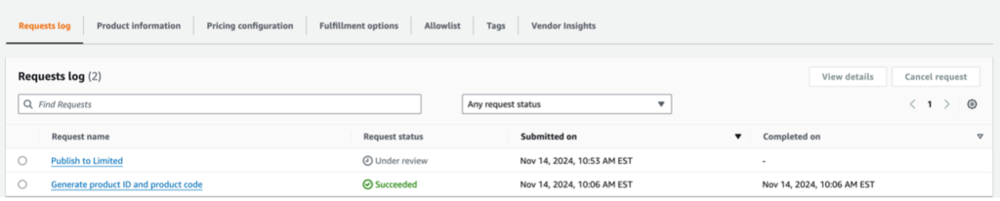 Requests log Product information Pricing configuration Fulfillment options Allowlist Tags Vendor Insights
Requests log (2) View details Cancel request
Find Requests Any request status 1
Request name Request status Submitted on Completed on
Publish to Limited Under review Nov 14, 2024, 10:53 AM EST -
Generate product ID and product code Succeeded Nov 14, 2024, 10:06 AM EST Nov 14, 2024, 10:06 AM EST